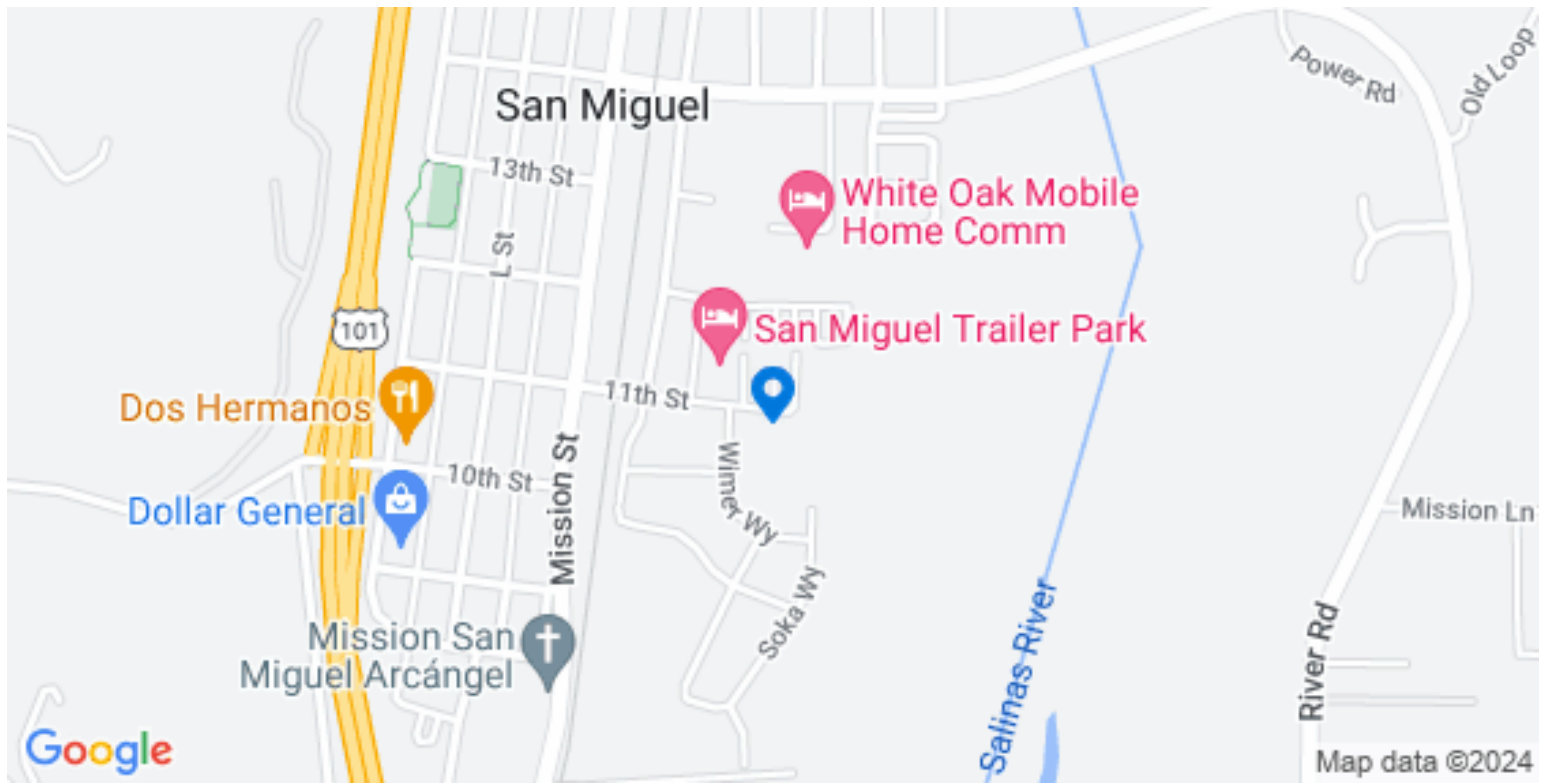 Power Rd
Old Loop
San Miguel
13th St
White Oak Mobile
Home Comm
L St
101
San Miguel Trailer Park
Dos Hermanos
11th St
Mission St
10th St
Wimer Wy
Dollar General
Mission Ln
Soka Wy
Mission San
Miguel Arcángel
Salinas River
River Rd
Google
Map data ©2024